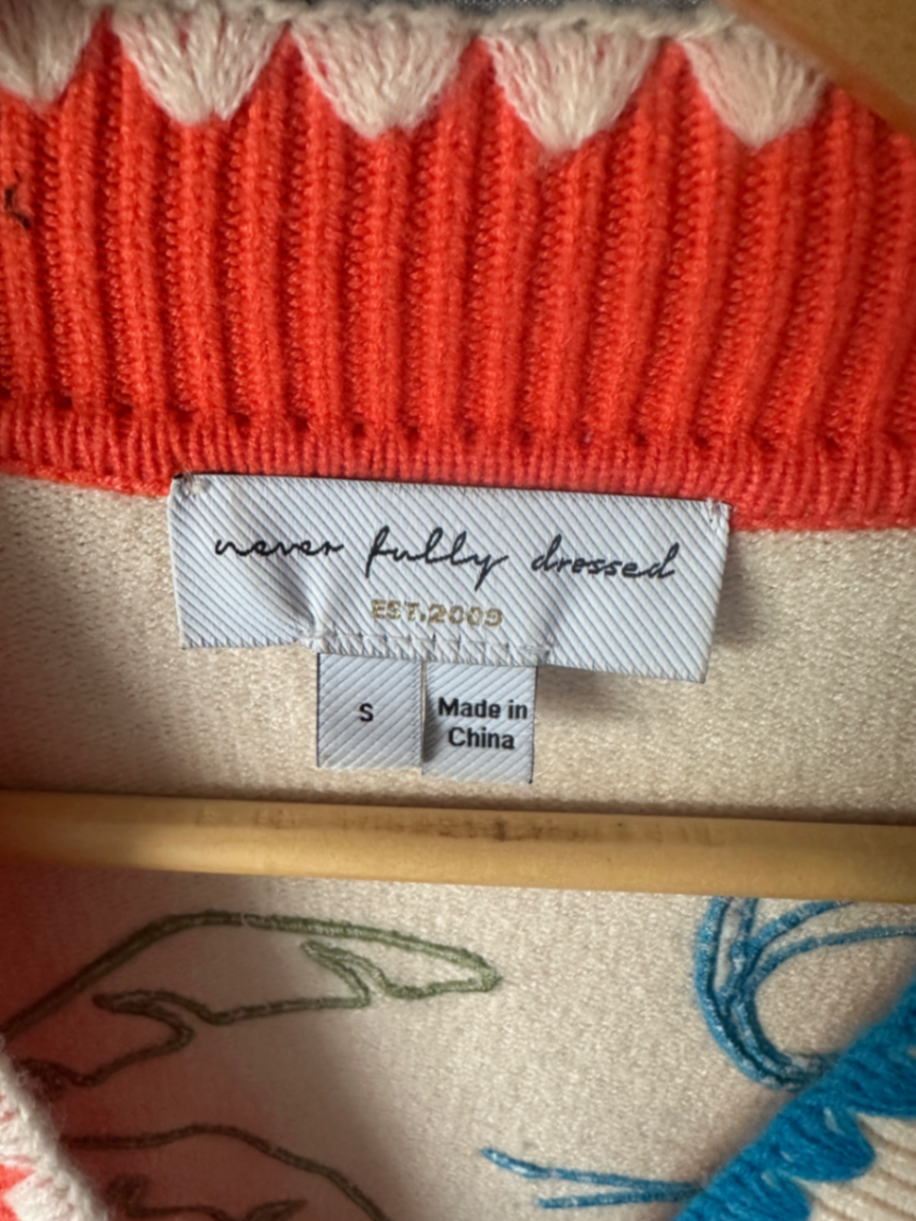 never fully dressed
EST.2009
S
Made in
China